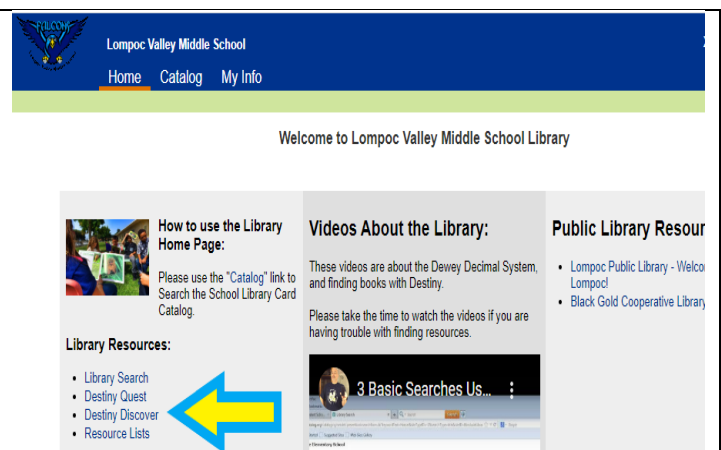 FALCONS
Lompoc Valley Middle School
Home Catalog My Info
Welcome to Lompoc Valley Middle School Library
How to use the Library
Home Page:
Please use the "Catalog" link to
Search the School Library Card
Catalog.
Library Resources:
Library Search
Destiny Quest
Destiny Discover
Resource Lists
Videos About the Library:
These videos are about the Dewey Decimal System,
and finding books with Destiny.
Please take the time to watch the videos if you are
having trouble with finding resources.
3 Basic Searches Us...
Public Library Resour
Lompoc Public Library - Welco
Lompoc!
Black Gold Cooperative Library